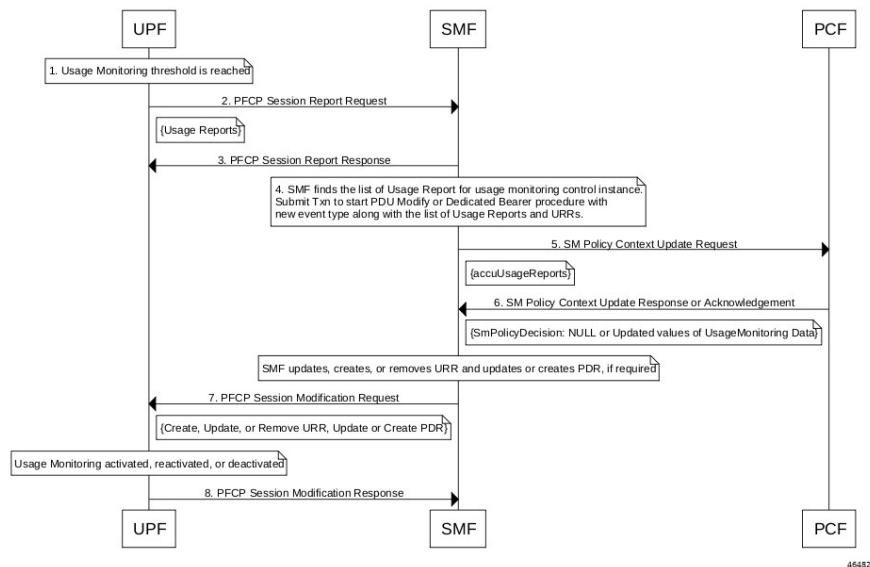 UPF
SMF
PCF
1. Usage Monitoring threshold is reached
2. PFCP Session Report Request
{Usage Reports}
3. PFCP Session Report Response
4. SMF finds the list of Usage Report for usage monitoring control instance.
Submit Txn to start PDU Modify or Dedicated Bearer procedure with
new event type along with the list of Usage Reports and URRs.
5. SM Policy Context Update Request
{accuUsageReports}
6. SM Policy Context Update Response or Acknowledgement
{SmPolicyDecision: NULL or Updated values of UsageMonitoring Data}
SMF updates, creates, or removes URR and updates or creates PDR, if required
7. PFCP Session Modification Request
{Create, Update, or Remove URR, Update or Create PDR}
Usage Monitoring activated, reactivated, or deactivated
8. PFCP Session Modification Response
UPF
SMF
PCF
46482